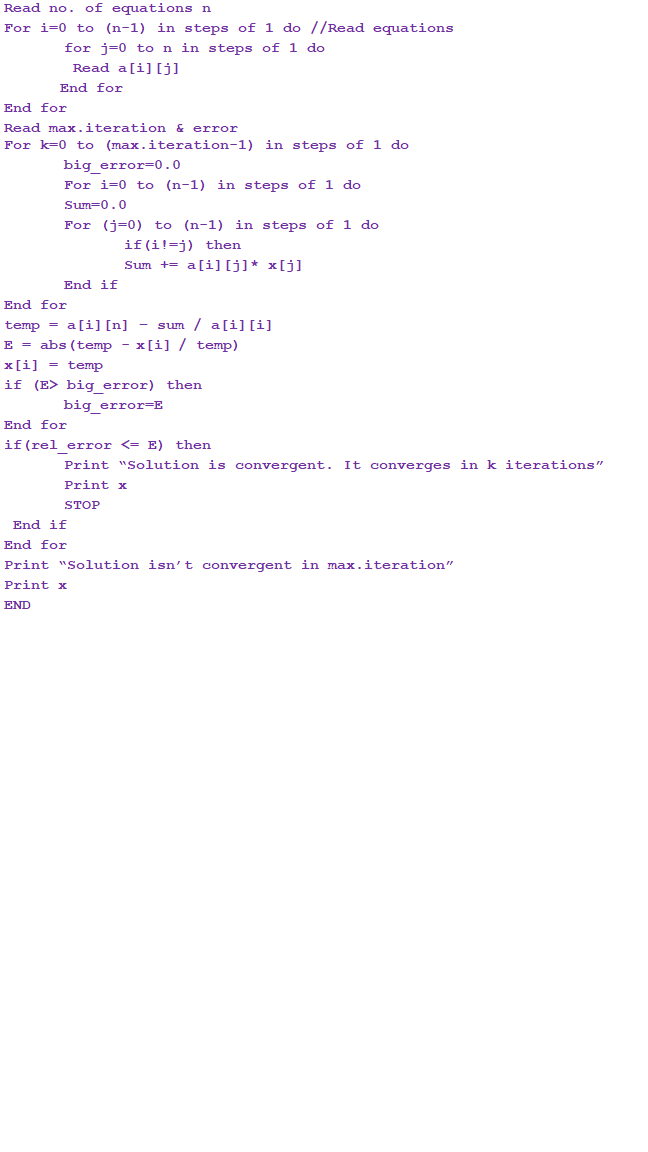 Read no. of equations n
For i=0 to (n-1) in steps of 1 do //Read equations
for j=0 to n in steps of 1 do
Read a[i][j]
End for
End for
Read max.iteration & error
For k=0 to (max.iteration-1) in steps of 1 do
big_error=0.0
For i=0 to (n-1) in steps of 1 do
Sum=0.0
For (j=0) to (n-1) in steps of 1 do
if(i!=j) then
Sum += a[i][j]* x[j]
End if
End for
temp = a[i][n] – sum / a[i][i]
E = abs(temp – x[i] / temp)
x[i] = temp
if (E> big_error) then
big_error=E
End for
if(rel_error <= E) then
Print “Solution is convergent. It converges in k iterations”
Print x
STOP
End if
End for
Print “Solution isn’t convergent in max.iteration”
Print x
END